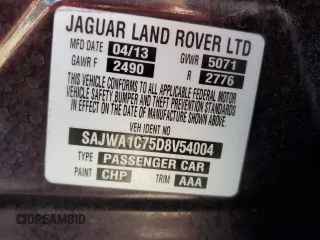 JAGUAR LAND ROVER LTD
MFD DATE 04/13 GVWR 5071
GAWR F 2490 R 2776
THIS VEHICLE CONFORMS TO ALL APPLICABLE FEDERAL MOTOR
VEHICLE SAFETY BUMPER AND THEFT PREVENTION STANDARDS
IN EFFECT ON THE DATE OF MANUFACTURE SHOWN ABOVE
VEH IDENT NO
SAJWA1C75D8V54004
TYPE PASSENGER CAR
PAINT CHP TRIM AAA
DREAMBID